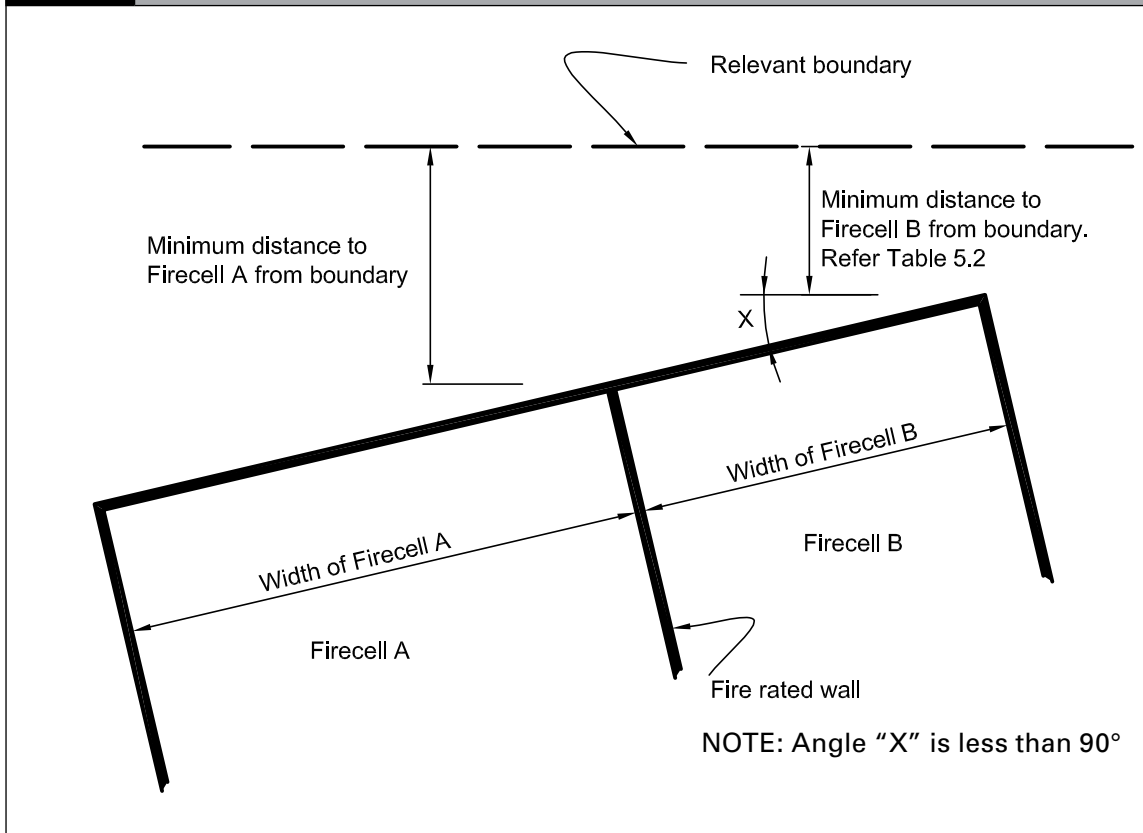 Relevant boundary
Minimum distance to
Firecell A from boundary
Minimum distance to
Firecell B from boundary.
Refer Table 5.2
X
Width of Firecell B
Width of Firecell A
Firecell B
Firecell A
Fire rated wall
NOTE: Angle “X” is less than 90°